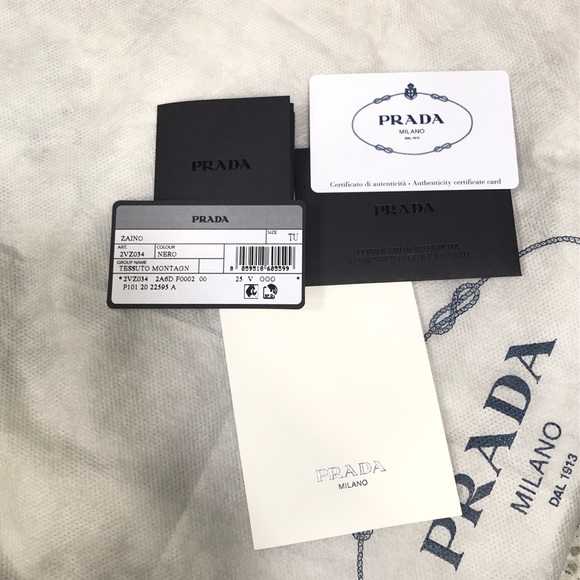 PRADA
PRADA
MILANO
DAL 1913
Certificato di autenticità • Authenticity certificate card
PRADA
PRADA
ZAINO
SIZE
TU
ART.
COLOUR
2VZ034
NERO
GROUP NAME
TESSUTO MONTAGN
8 059518 605599
*2VZ034 2A6D F0002 00 25 V 000 *
P101 20 22595 A
PRADA
MILANO
PRADA
MILANO
DAL 1913